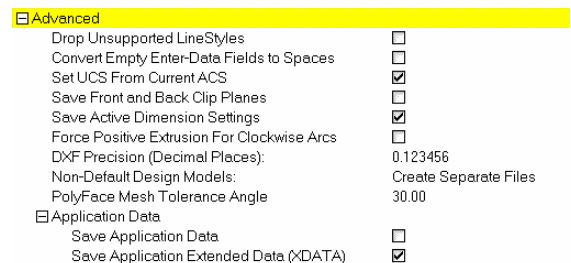 Advanced
Drop Unsupported LineStyles
Convert Empty Enter-Data Fields to Spaces
Set UCS From Current ACS
Save Front and Back Clip Planes
Save Active Dimension Settings
Force Positive Extrusion For Clockwise Arcs
DXF Precision (Decimal Places): 0.123456
Non-Default Design Models: Create Separate Files
PolyFace Mesh Tolerance Angle 30.00
Application Data
Save Application Data
Save Application Extended Data (XDATA)